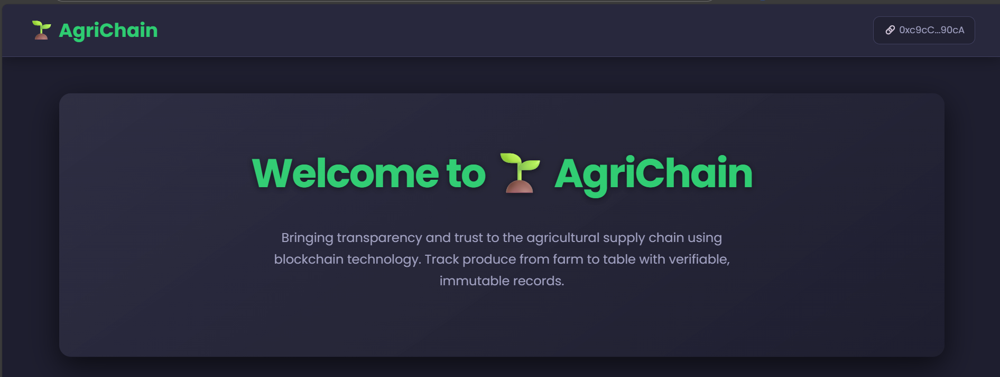 AgriChain
0xc9cC...90cA
Welcome to AgriChain
Bringing transparency and trust to the agricultural supply chain using
blockchain technology. Track produce from farm to table with verifiable,
immutable records.